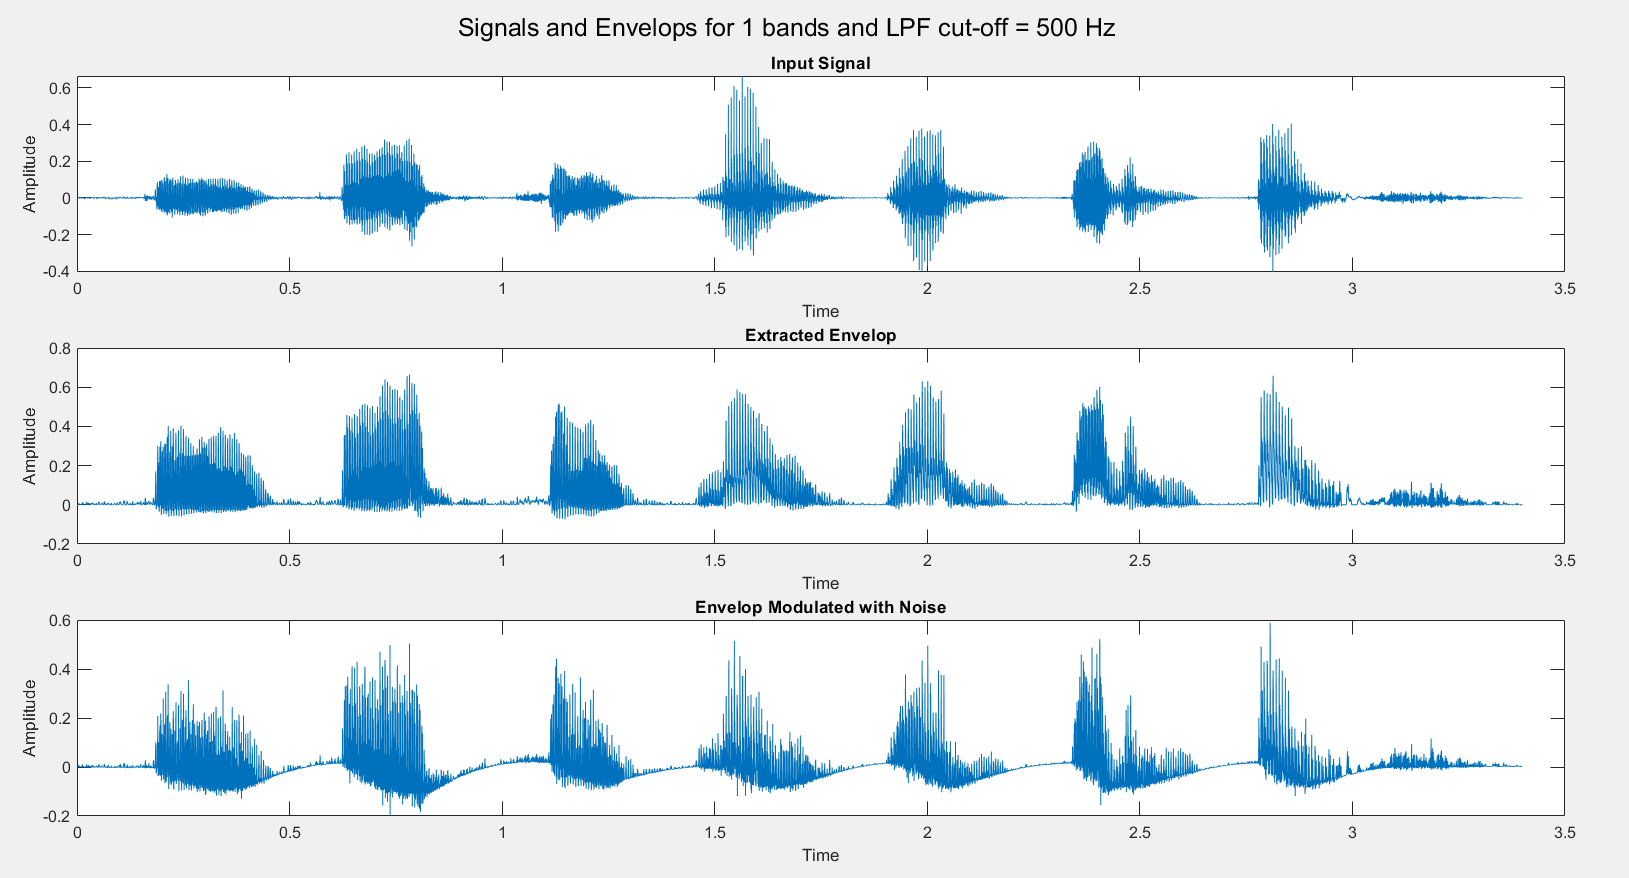 Signals and Envelops for 1 bands and LPF cut-off = 500 Hz
Input Signal
Amplitude
0.6
0.4
0.2
0
-0.2
-0.4
0 0.5 1 1.5 2 2.5 3 3.5
Time
Extracted Envelop
Amplitude
0.8
0.6
0.4
0.2
0
-0.2
0 0.5 1 1.5 2 2.5 3 3.5
Time
Envelop Modulated with Noise
Amplitude
0.6
0.4
0.2
0
-0.2
0 0.5 1 1.5 2 2.5 3 3.5
Time